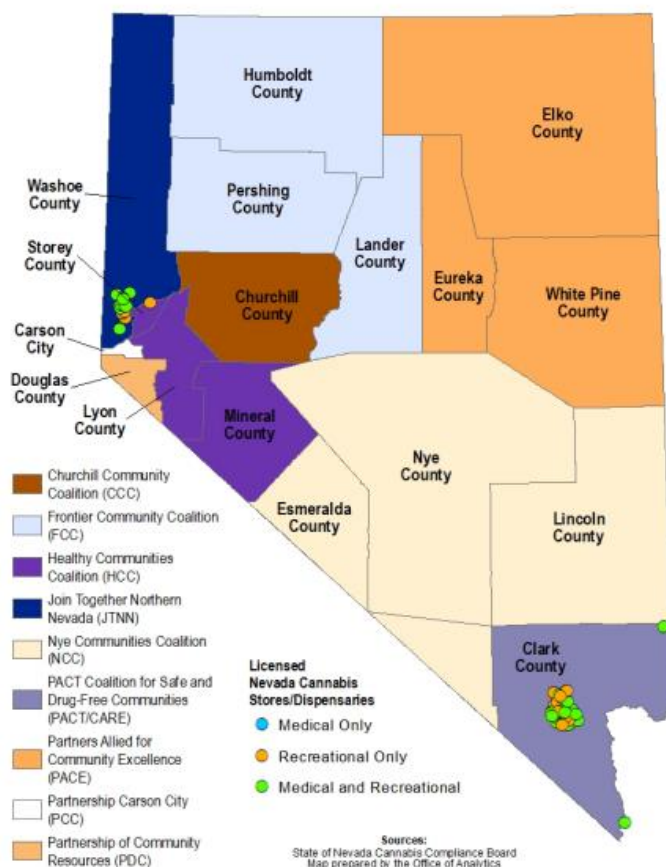 Humboldt
County
Elko
County
Washoe
County
Pershing
County
Lander
County
Storey
County
Eureka
County
White Pine
County
Churchill
County
Carson
City
Douglas
County
Lyon
County
Mineral
County
Nye
County
Esmeralda
County
Lincoln
County
Clark
County
Churchill Community
Coalition (CCC)
Frontier Community Coalition
(FCC)
Healthy Communities
Coalition (HCC)
Join Together Northern
Nevada (JTNN)
Nye Communities Coalition
(NCC)
PACT Coalition for Safe and
Drug-Free Communities
(PACT/CARE)
Partners Allied for
Community Excellence
(PACE)
Partnership Carson City
(PCC)
Partnership of Community
Resources (PDC)
Licensed
Nevada Cannabis
Stores/Dispensaries
Medical Only
Recreational Only
Medical and Recreational
Sources:
State of Nevada Cannabis Compliance Board
Map prepared by the Office of Analytics